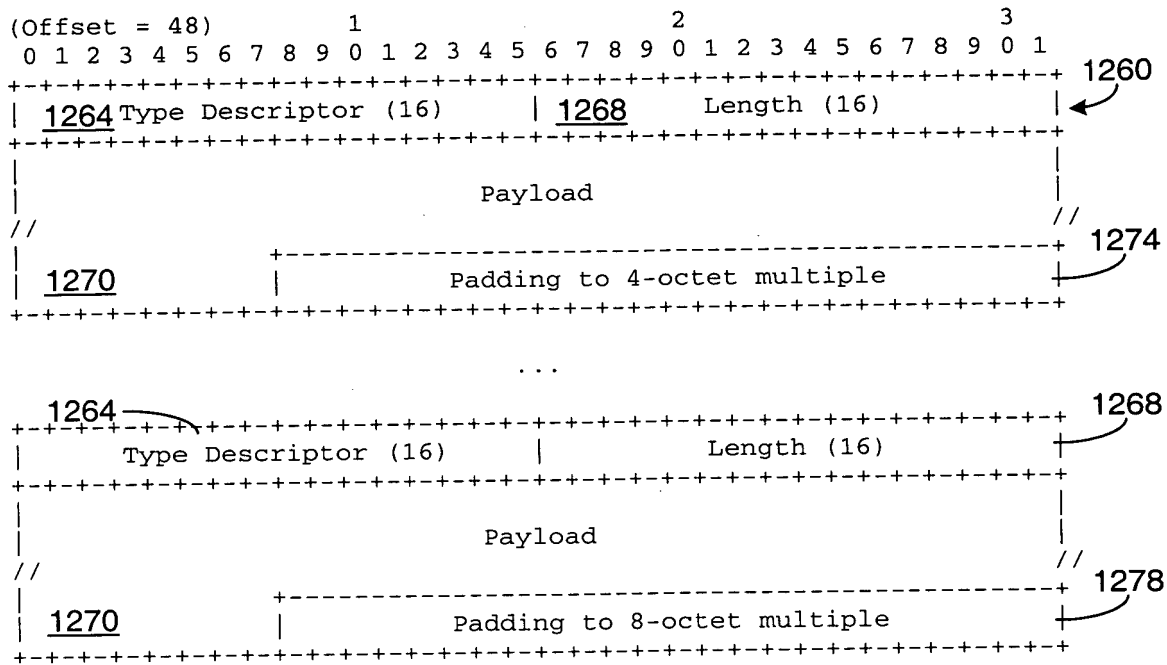 (Offset = 48) 1 2 3
0 1 2 3 4 5 6 7 8 9 0 1 2 3 4 5 6 7 8 9 0 1 2 3 4 5 6 7 8 9 0 1
+-+-+-+-+-+-+-+-+-+-+-+-+-+-+-+-+-+-+-+-+-+-+-+-+-+-+-+-+-+-+-+-+ 1260
| 1264 Type Descriptor (16) | 1268 Length (16) |
+-+-+-+-+-+-+-+-+-+-+-+-+-+-+-+-+-+-+-+-+-+-+-+-+-+-+-+-+-+-+-+-+
| |
| Payload |
// //
| +-----------------------------------------------+ 1274
| 1270 | Padding to 4-octet multiple |
+-+-+-+-+-+-+-+-+-+-+-+-+-+-+-+-+-+-+-+-+-+-+-+-+-+-+-+-+-+-+-+-+
...
1264 1268
+-+-+-+-+-+-+-+-+-+-+-+-+-+-+-+-+-+-+-+-+-+-+-+-+-+-+-+-+-+-+-+-+
| Type Descriptor (16) | Length (16) |
+-+-+-+-+-+-+-+-+-+-+-+-+-+-+-+-+-+-+-+-+-+-+-+-+-+-+-+-+-+-+-+-+
| |
| Payload |
// //
| +-----------------------------------------------+ 1278
| 1270 | Padding to 8-octet multiple |
+-+-+-+-+-+-+-+-+-+-+-+-+-+-+-+-+-+-+-+-+-+-+-+-+-+-+-+-+-+-+-+-+